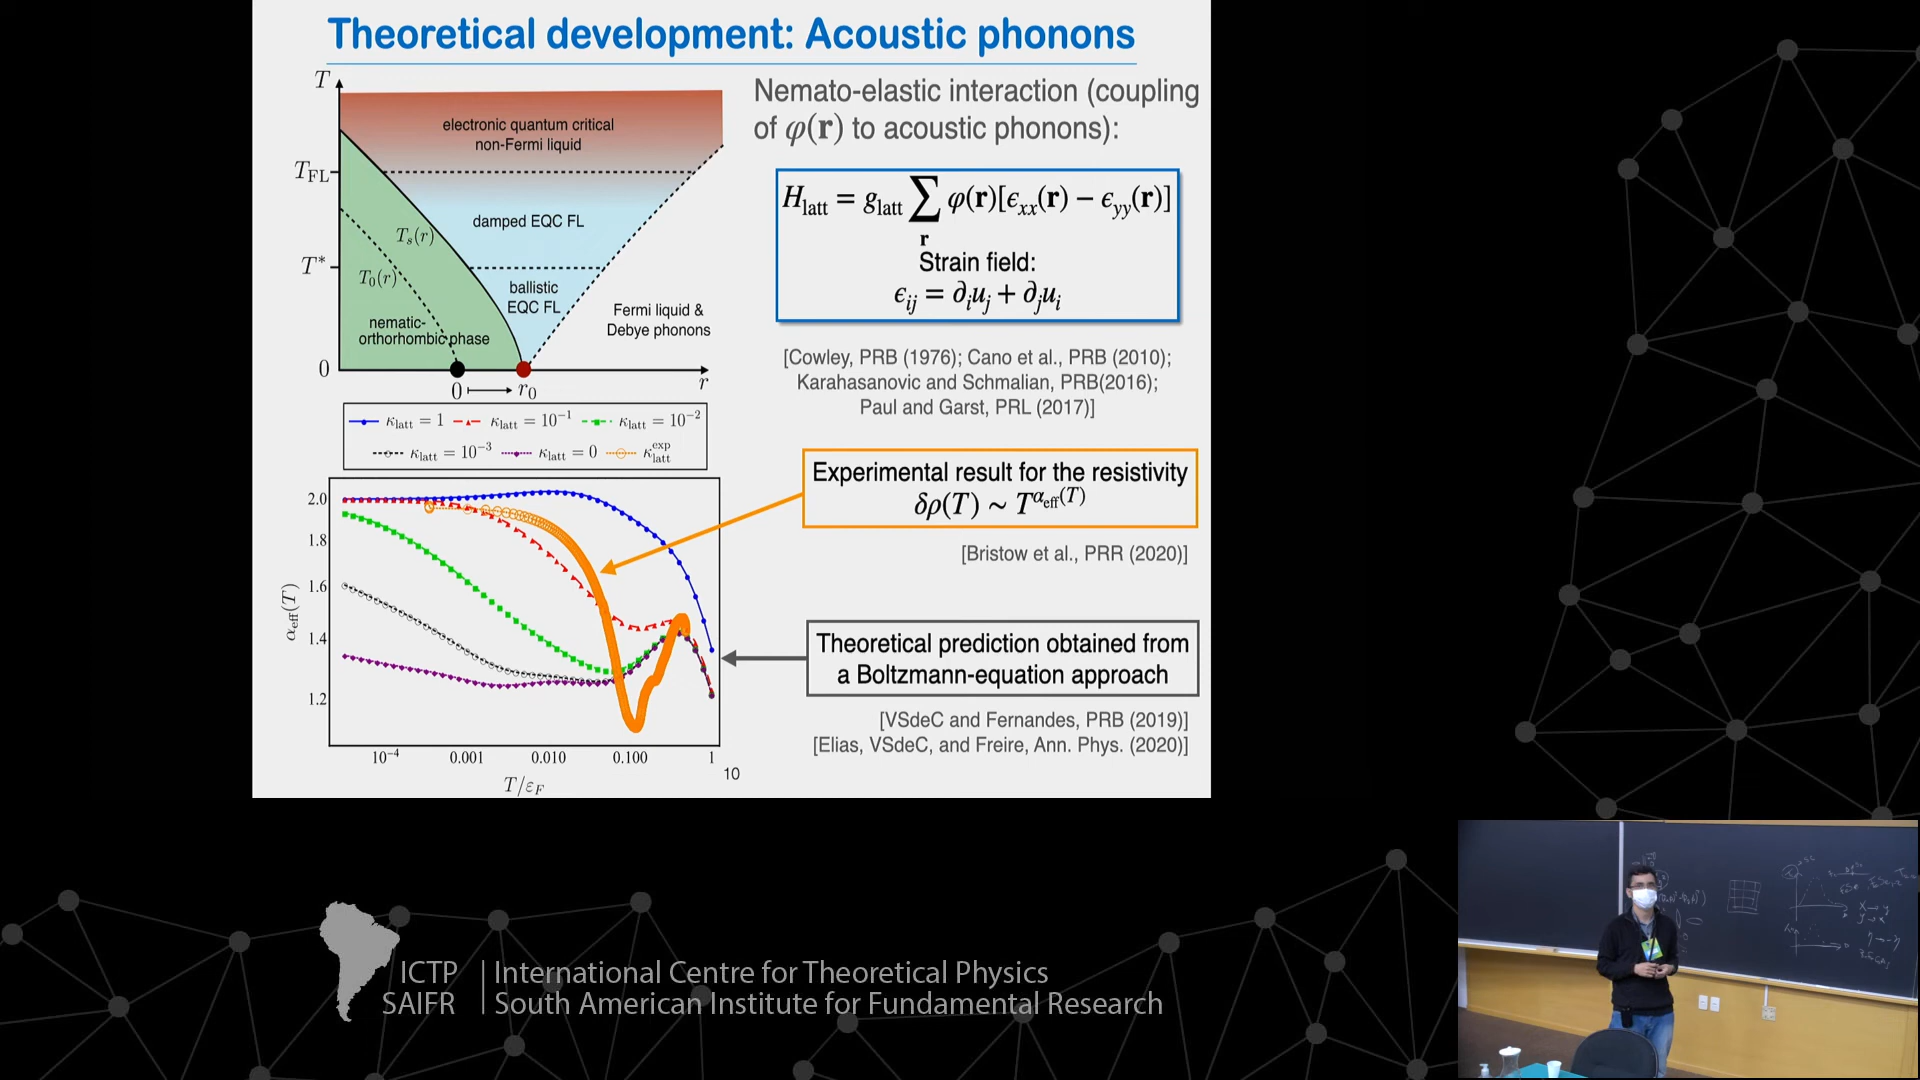 Theoretical development: Acoustic phonons
T
electronic quantum critical
non-Fermi liquid
T_FL
damped EQC FL
T_s(r)
T*
T_0(r)
ballistic
EQC FL
Fermi liquid &
Debye phonons
nematic-
orthorhombic phase
0
0 ⟼ r_0
r
κ_latt = 1 κ_latt = 10^-1 κ_latt = 10^-2
κ_latt = 10^-3 κ_latt = 0 κ_latt^exp
2.0
1.8
1.6
1.4
1.2
α_eff(T)
10^-4 0.001 0.010 0.100 1
T/ε_F
Nemato-elastic interaction (coupling
of φ(r) to acoustic phonons):
H_latt = g_latt ∑_r φ(r)[ϵ_xx(r) − ϵ_yy(r)]
Strain field:
ϵ_ij = ∂_i u_j + ∂_j u_i
[Cowley, PRB (1976); Cano et al., PRB (2010);
Karahasanovic and Schmalian, PRB(2016);
Paul and Garst, PRL (2017)]
Experimental result for the resistivity
δρ(T) ~ T^α_eff(T)
[Bristow et al., PRR (2020)]
Theoretical prediction obtained from
a Boltzmann-equation approach
[VSdeC and Fernandes, PRB (2019)]
[Elias, VSdeC, and Freire, Ann. Phys. (2020)]
10
ICTP
SAIFR
International Centre for Theoretical Physics
South American Institute for Fundamental Research